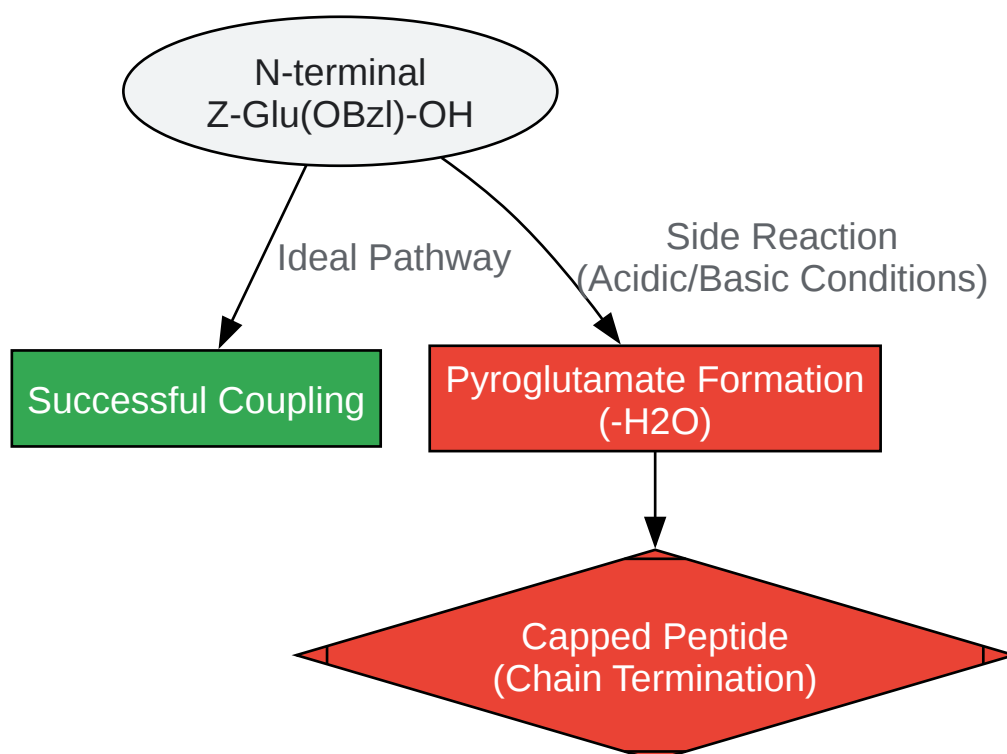 N-terminal
Z-Glu(OBzl)-OH
Ideal Pathway
Side Reaction
(Acidic/Basic Conditions)
Successful Coupling
Pyroglutamate Formation
(-H2O)
Capped Peptide
(Chain Termination)